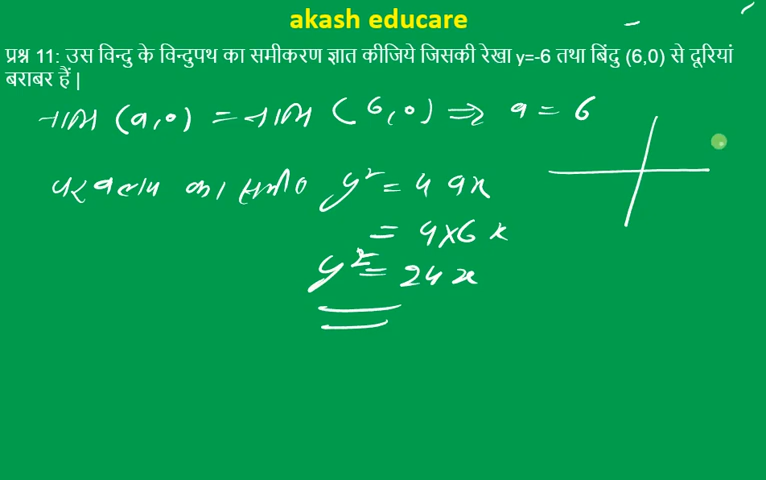 akash educare
प्रश्न 11: उस विन्दु के विन्दुपथ का समीकरण ज्ञात कीजिये जिसकी रेखा y=-6 तथा बिंदु (6,0) से दूरियां
बराबर हैं |
नाभि (a,0) = नाभि (6,0) ⇒ a = 6
परवलय का समी० y² = 4ax
= 4×6x
y² = 24x